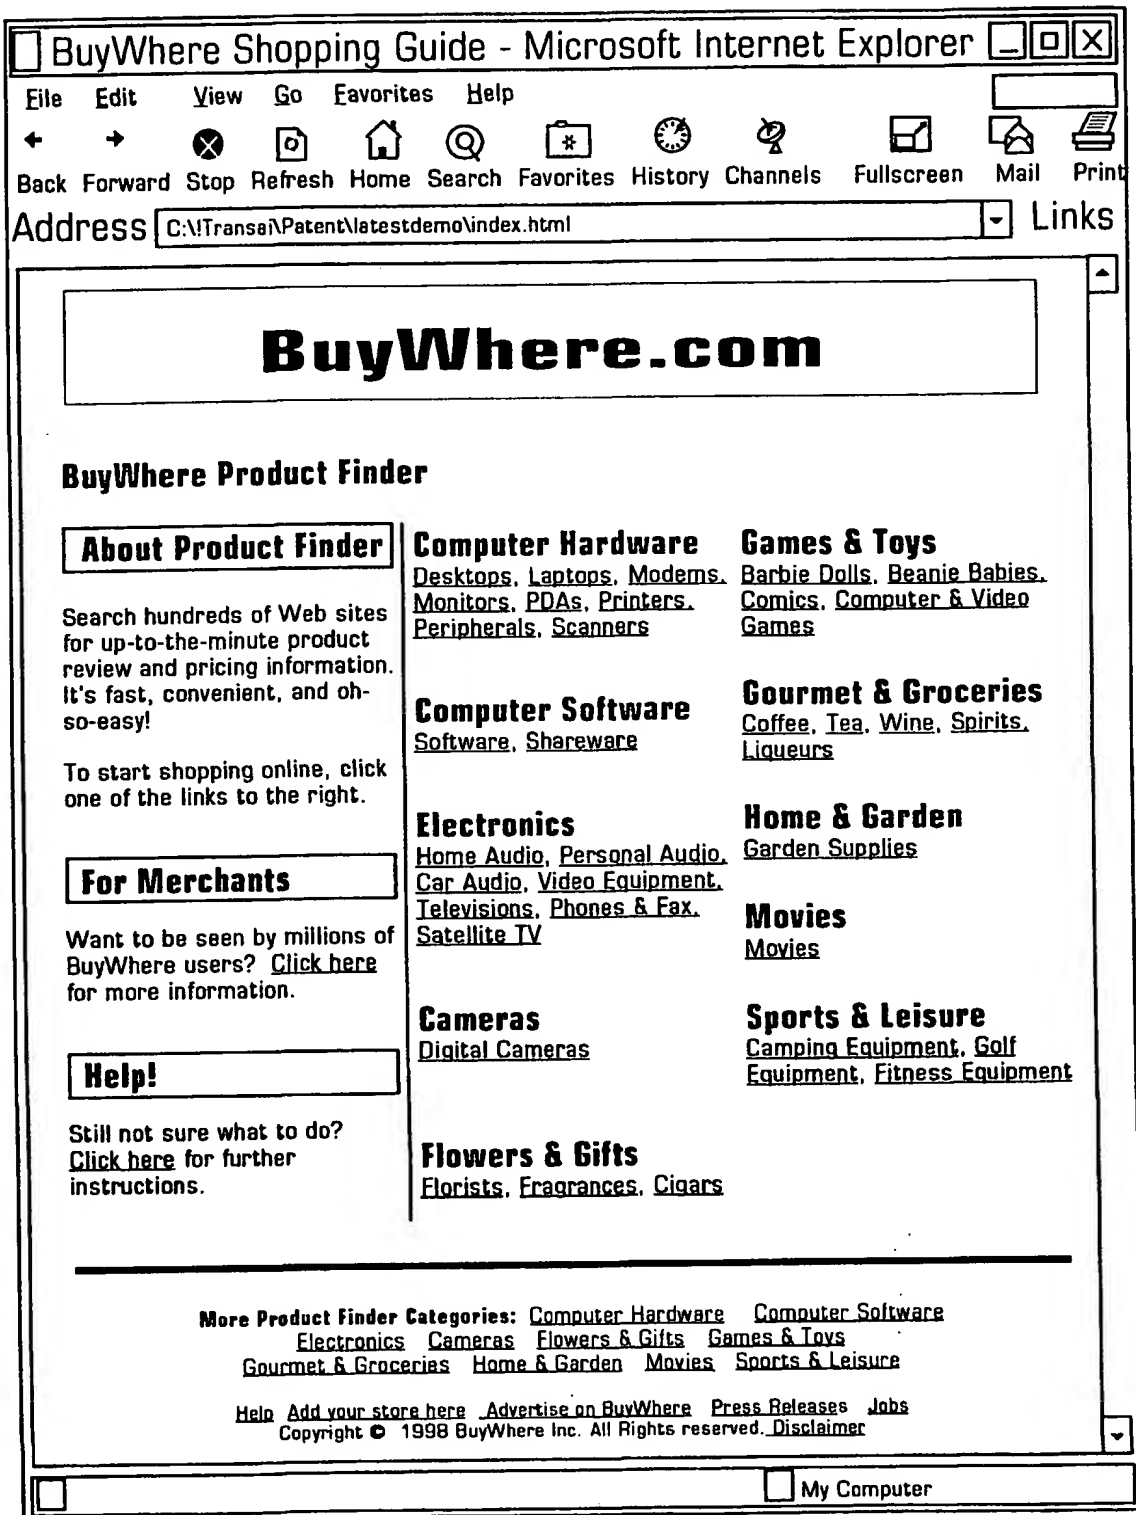 BuyWhere Shopping Guide - Microsoft Internet Explorer
File Edit View Go Favorites Help
Back Forward Stop Refresh Home Search Favorites History Channels Fullscreen Mail Print
Address C:\!Transai\Patent\latestdemo\index.html Links
BuyWhere.com
BuyWhere Product Finder
About Product Finder
Search hundreds of Web sites
for up-to-the-minute product
review and pricing information.
It's fast, convenient, and oh-
so-easy!
To start shopping online, click
one of the links to the right.
For Merchants
Want to be seen by millions of
BuyWhere users? Click here
for more information.
Help!
Still not sure what to do?
Click here for further
instructions.
Computer Hardware
Desktops, Laptops, Modems,
Monitors, PDAs, Printers,
Peripherals, Scanners
Computer Software
Software, Shareware
Electronics
Home Audio, Personal Audio,
Car Audio, Video Equipment,
Televisions, Phones & Fax,
Satellite TV
Cameras
Digital Cameras
Flowers & Gifts
Florists, Fragrances, Cigars
Games & Toys
Barbie Dolls, Beanie Babies,
Comics, Computer & Video
Games
Gourmet & Groceries
Coffee, Tea, Wine, Spirits,
Liqueurs
Home & Garden
Garden Supplies
Movies
Movies
Sports & Leisure
Camping Equipment, Golf
Equipment, Fitness Equipment
More Product Finder Categories: Computer Hardware Computer Software
Electronics Cameras Flowers & Gifts Games & Toys
Gourmet & Groceries Home & Garden Movies Sports & Leisure
Help Add your store here Advertise on BuyWhere Press Releases Jobs
Copyright © 1998 BuyWhere Inc. All Rights reserved. Disclaimer
My Computer